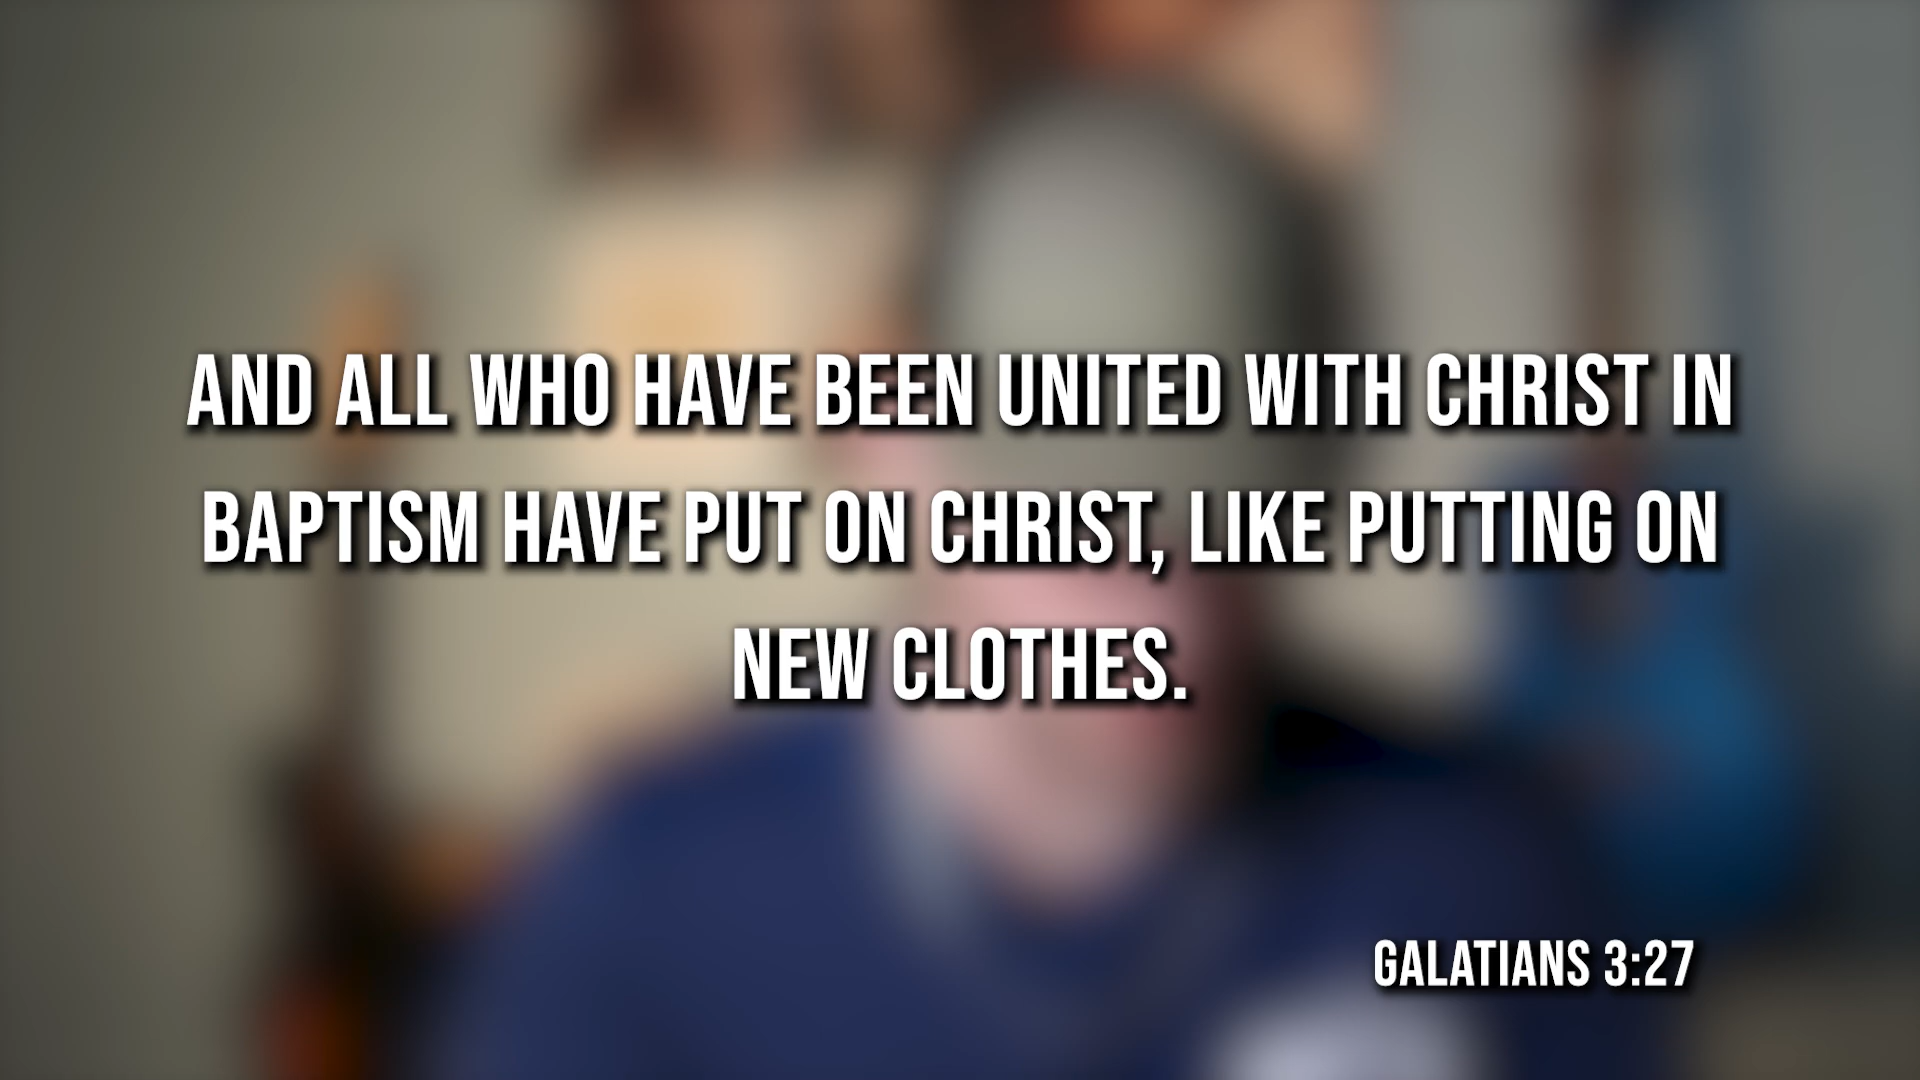 AND ALL WHO HAVE BEEN UNITED WITH CHRIST IN
BAPTISM HAVE PUT ON CHRIST, LIKE PUTTING ON
NEW CLOTHES.
GALATIANS 3:27